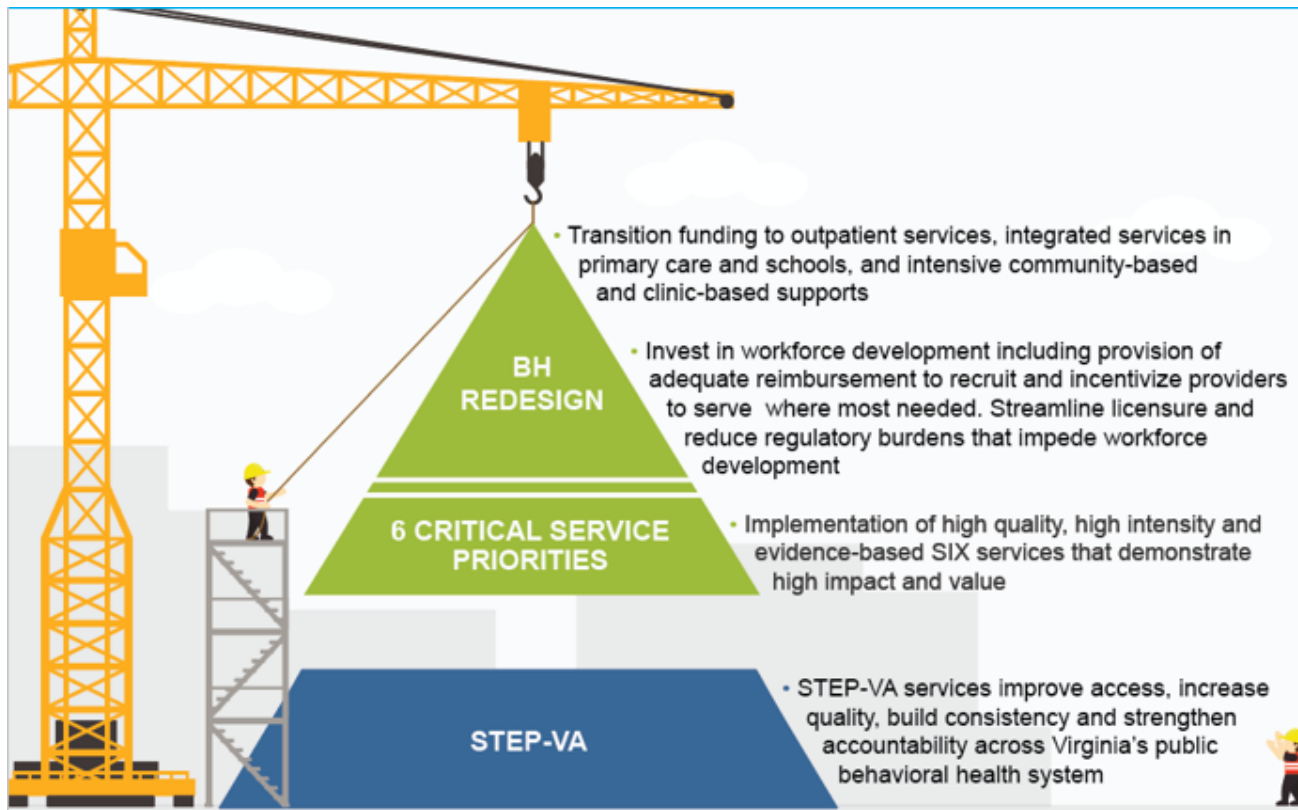 • Transition funding to outpatient services, integrated services in
primary care and schools, and intensive community-based
and clinic-based supports
BH
REDESIGN
• Invest in workforce development including provision of
adequate reimbursement to recruit and incentivize providers
to serve where most needed. Streamline licensure and
reduce regulatory burdens that impede workforce
development
6 CRITICAL SERVICE
PRIORITIES
• Implementation of high quality, high intensity and
evidence-based SIX services that demonstrate
high impact and value
STEP-VA
• STEP-VA services improve access, increase
quality, build consistency and strengthen
accountability across Virginia's public
behavioral health system